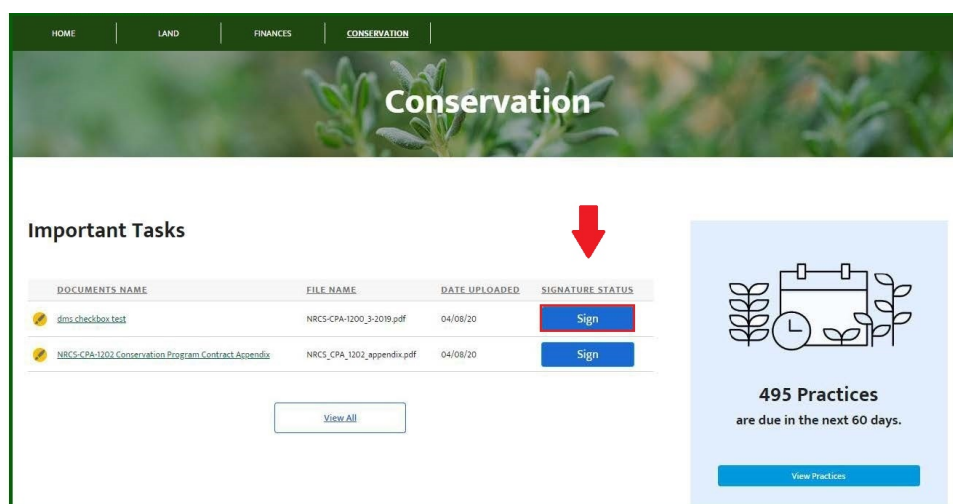 HOME LAND FINANCES CONSERVATION
Conservation
Important Tasks
DOCUMENTS NAME FILE NAME DATE UPLOADED SIGNATURE STATUS
dms checkbox test NRCS-CPA-1200_3-2019.pdf 04/08/20 Sign
NRCS-CPA-1202 Conservation Program Contract Appendix NRCS_CPA_1202_appendix.pdf 04/08/20 Sign
View All
495 Practices
are due in the next 60 days.
View Practices